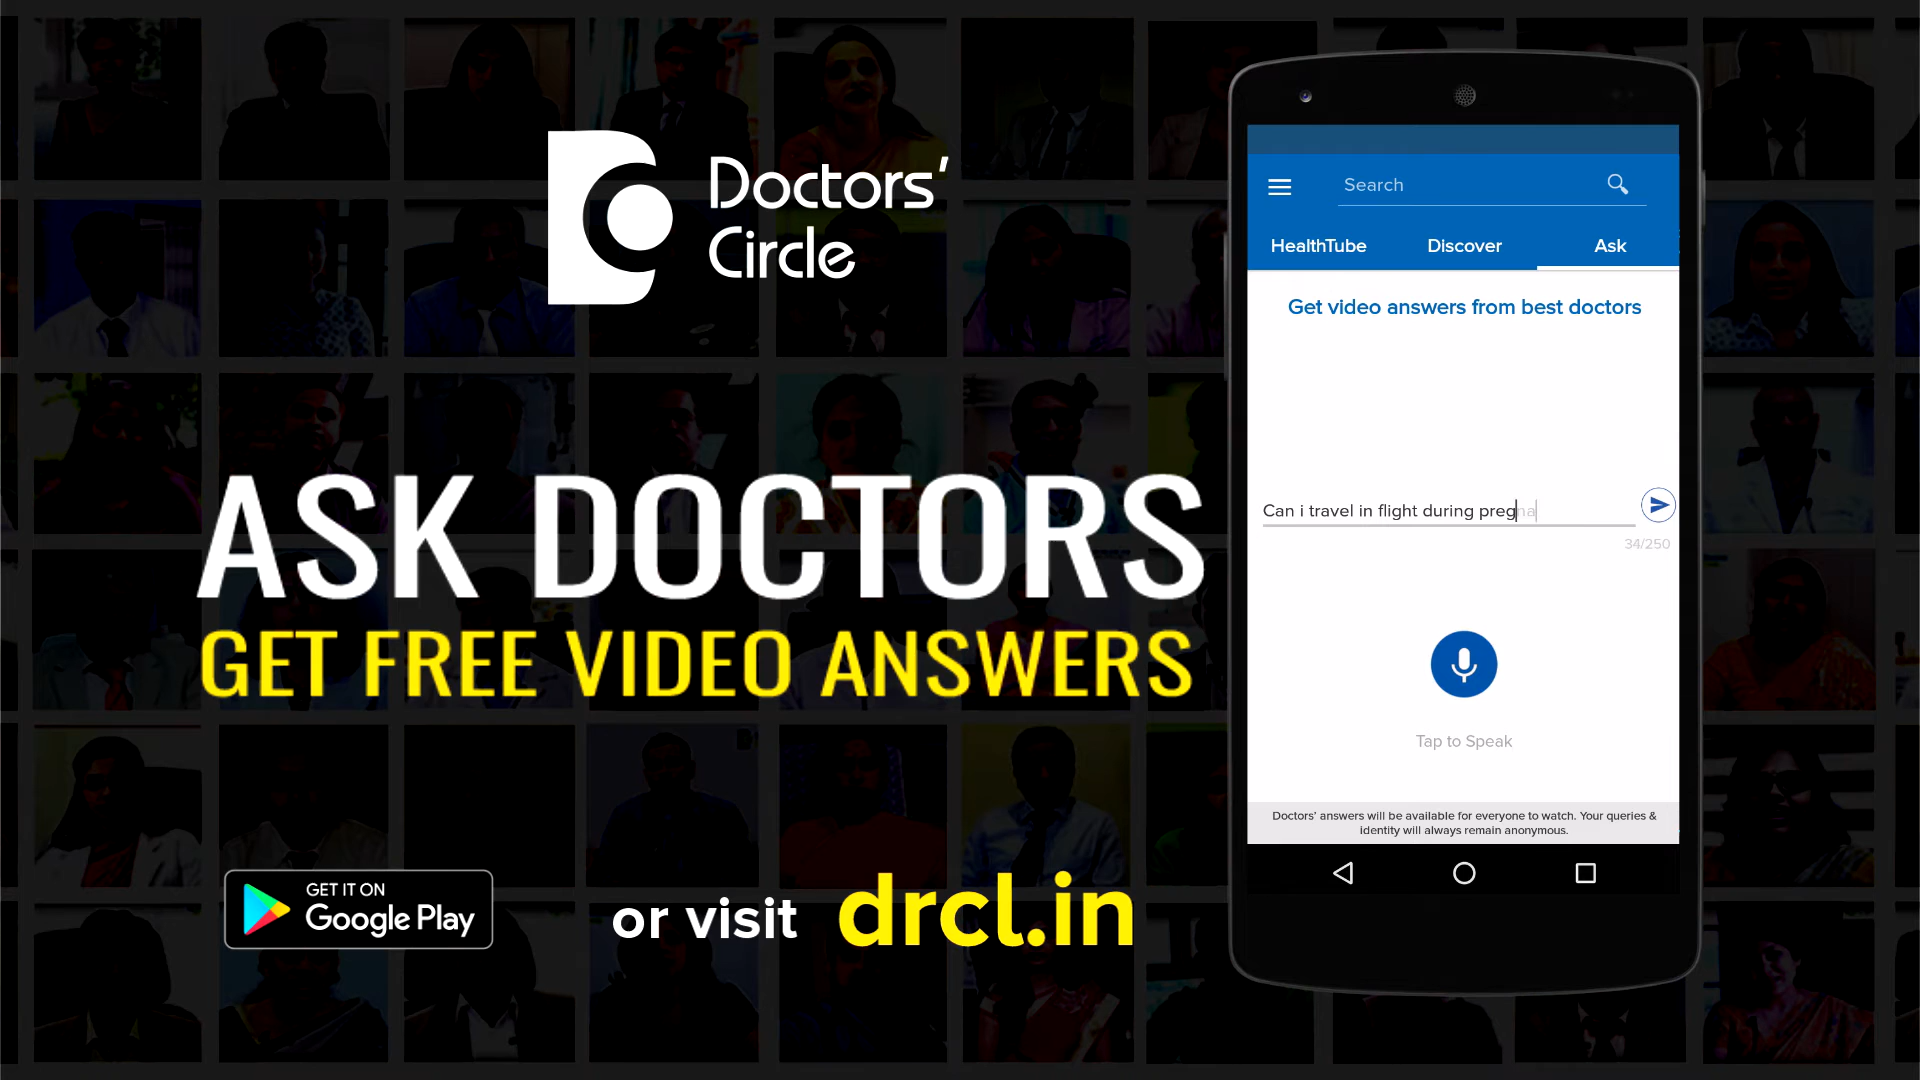 Doctors'
Circle
ASK DOCTORS
GET FREE VIDEO ANSWERS
GET IT ON
Google Play
or visit drcl.in
Search
HealthTube Discover Ask
Get video answers from best doctors
Can i travel in flight during pregna
34/250
Tap to Speak
Doctors' answers will be available for everyone to watch. Your queries &
identity will always remain anonymous.